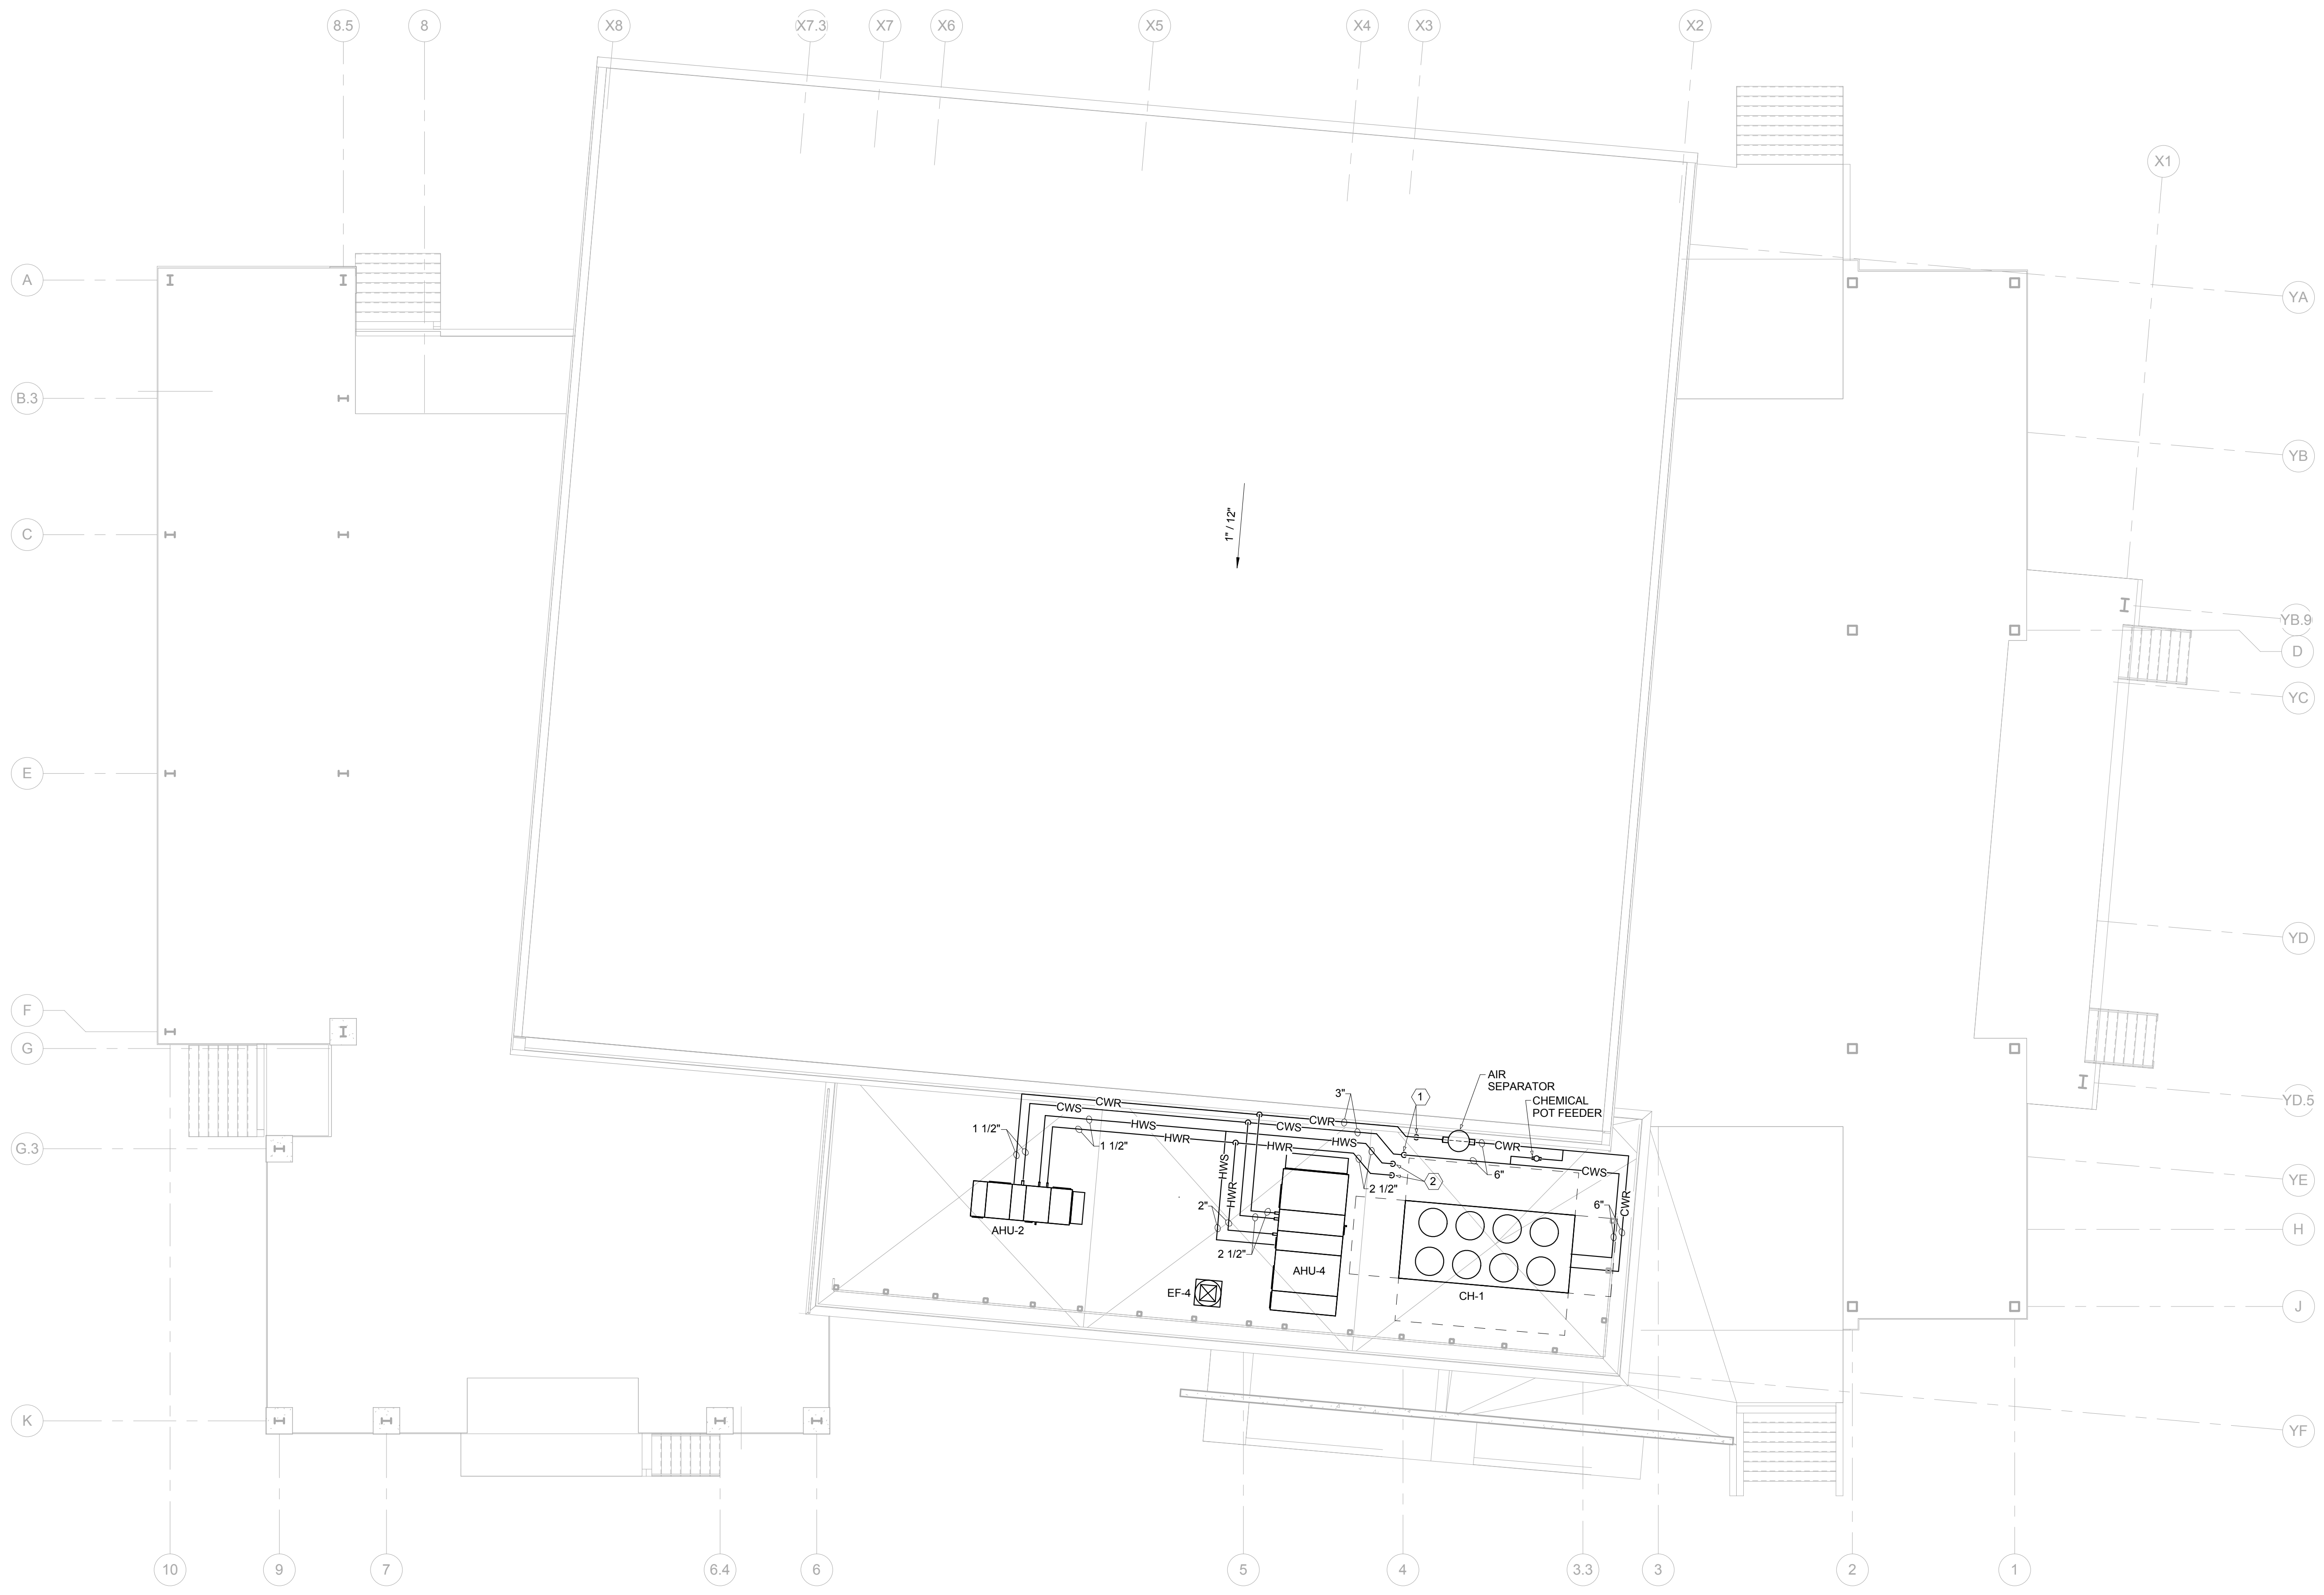 8.5
8
X8
X7.3
X7
X6
X5
X4
X3
X2
X1
A
YA
B.3
YB
1" / 12"
C
YB.9
D
YC
E
YD
F
G
AIR
SEPARATOR
CHEMICAL
POT FEEDER
3"
1
CWR
CWS
CWR
CWS
HWS
HWR
HWS
HWR
CWR
CWS
1 1/2"
1 1/2"
HWS
HWR
2 1/2"
2
6"
6"
CWR
2"
2 1/2"
AHU-2
AHU-4
EF-4
CH-1
YD.5
G.3
YE
H
J
K
YF
10
9
7
6.4
6
5
4
3.3
3
2
1